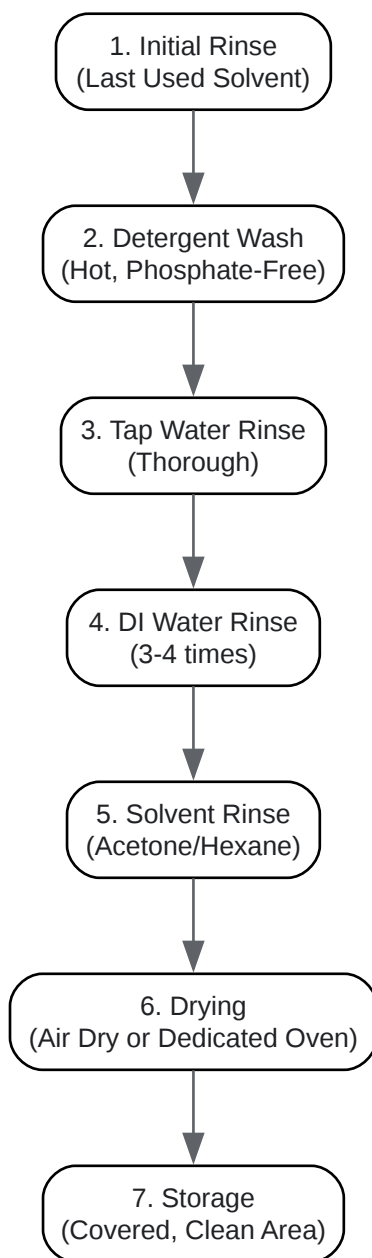 1. Initial Rinse
(Last Used Solvent)
2. Detergent Wash
(Hot, Phosphate-Free)
3. Tap Water Rinse
(Thorough)
4. DI Water Rinse
(3-4 times)
5. Solvent Rinse
(Acetone/Hexane)
6. Drying
(Air Dry or Dedicated Oven)
7. Storage
(Covered, Clean Area)